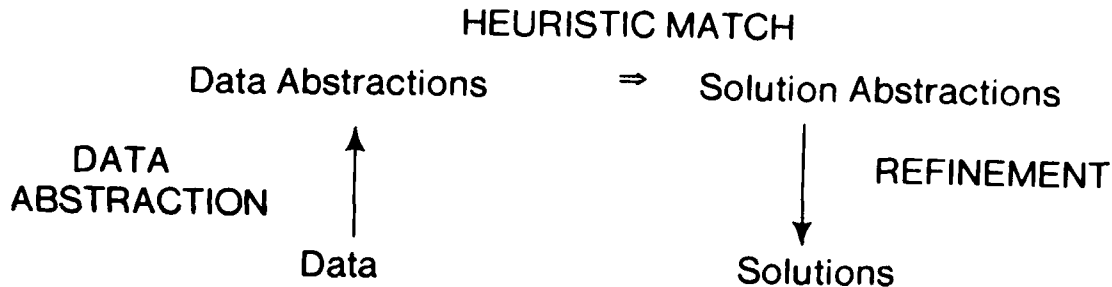 HEURISTIC MATCH
Data Abstractions ⇒ Solution Abstractions
DATA
ABSTRACTION
REFINEMENT
Data
Solutions